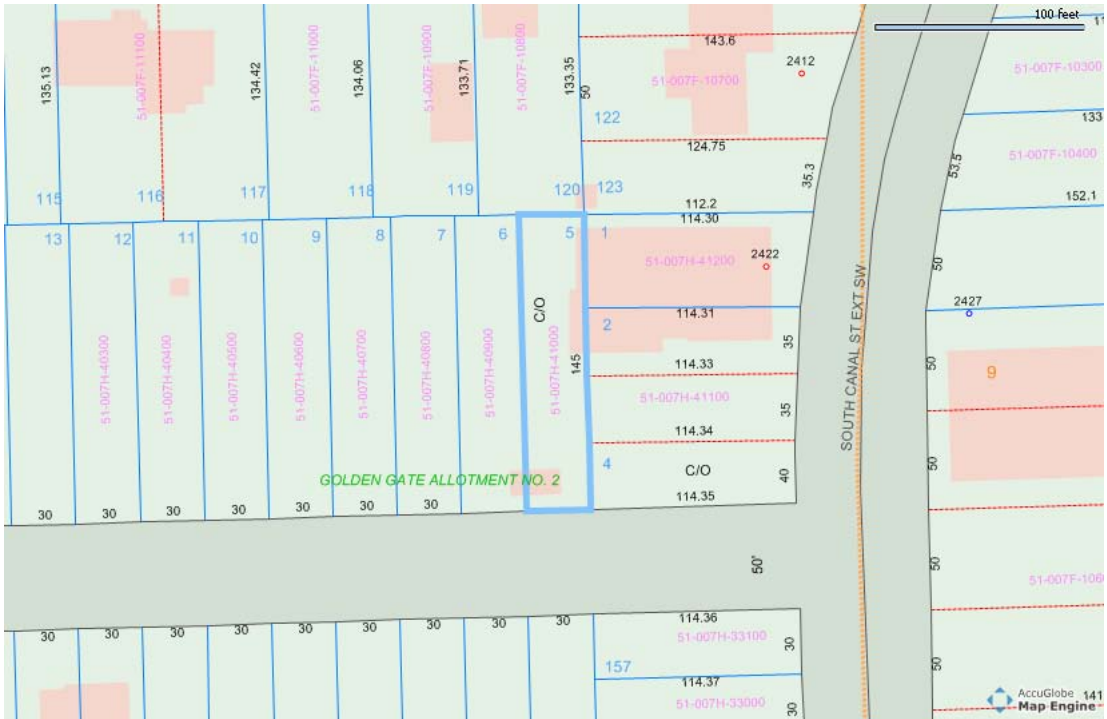 100 feet
11
143.6
2412
51-007F-10300
135.13
51-007F-11100
134.42
51-007F-11000
134.06
51-007F-10900
133.71
51-007F-10800
133.35
50
51-007F-10700
122
133
124.75
51-007F-10400
35.3
53.5
115
116
117
118
119
120
123
112.2
152.1
114.30
13
12
11
10
9
8
7
6
5
1
2422
51-007H-41200
50
2427
C/O
114.31
2
35
145
114.33
50
9
51-007H-40300
51-007H-40400
51-007H-40500
51-007H-40600
51-007H-40700
51-007H-40800
51-007H-40900
51-007H-41000
51-007H-41100
35
SOUTH CANAL ST EXT SW
114.34
4
C/O
40
50
GOLDEN GATE ALLOTMENT NO. 2
114.35
30
30
30
30
30
30
30
50'
50
51-007F-106
114.36
30
30
30
30
30
30
30
30
30
51-007H-33100
30
157
114.37
50
51-007H-33000
30
AccuGlobe
Map Engine
141